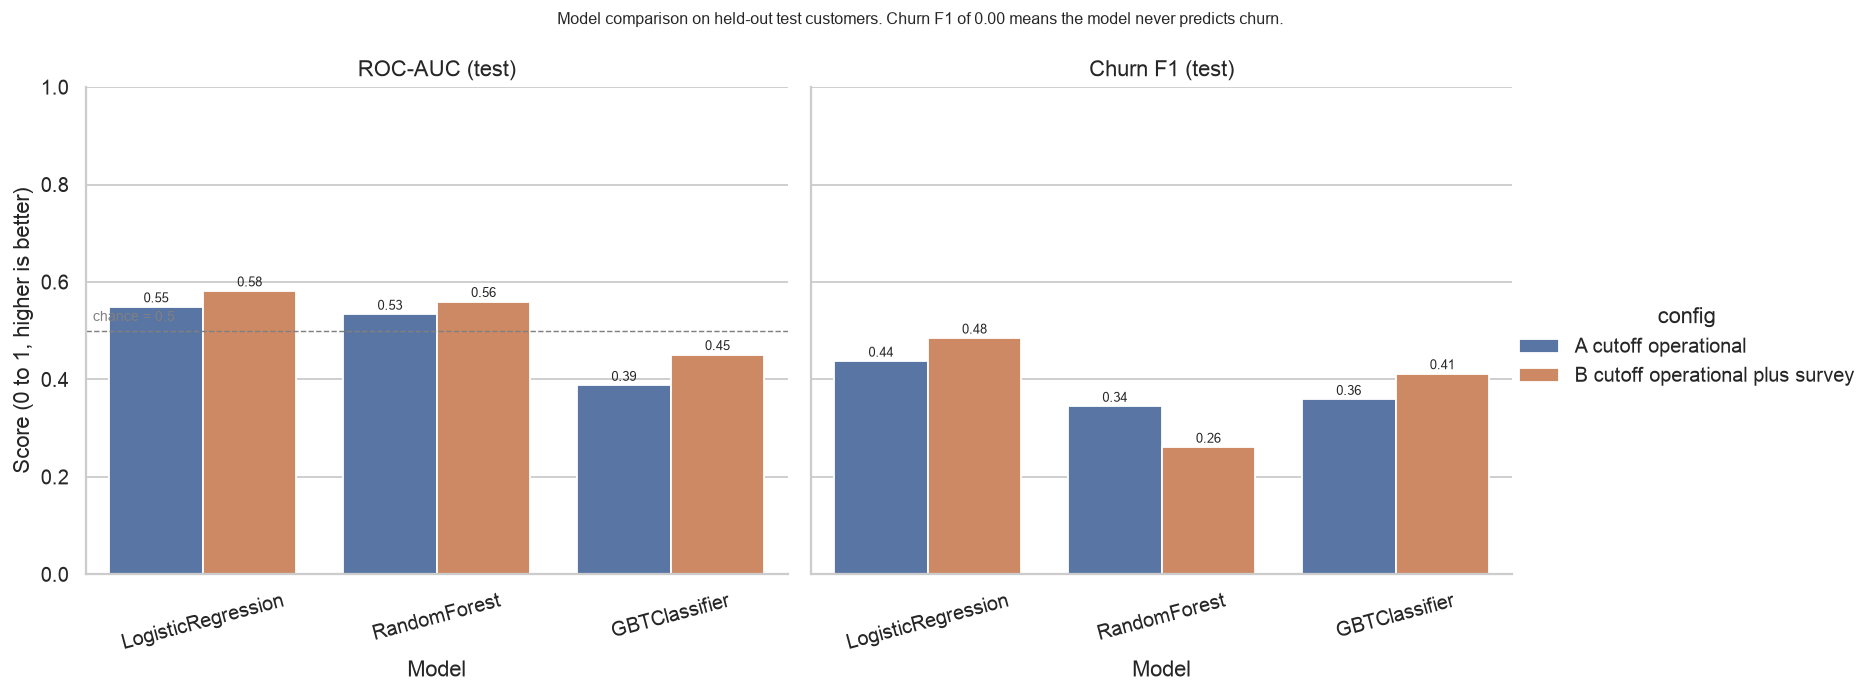 Model comparison on held-out test customers. Churn F1 of 0.00 means the model never predicts churn.
ROC-AUC (test)
Churn F1 (test)
Score (0 to 1, higher is better)
1.0
0.8
0.6
0.4
0.2
0.0
chance = 0.5
0.55
0.58
0.53
0.56
0.39
0.45
0.44
0.48
0.34
0.26
0.36
0.41
LogisticRegression
RandomForest
GBTClassifier
Model
LogisticRegression
RandomForest
GBTClassifier
Model
config
A cutoff operational
B cutoff operational plus survey